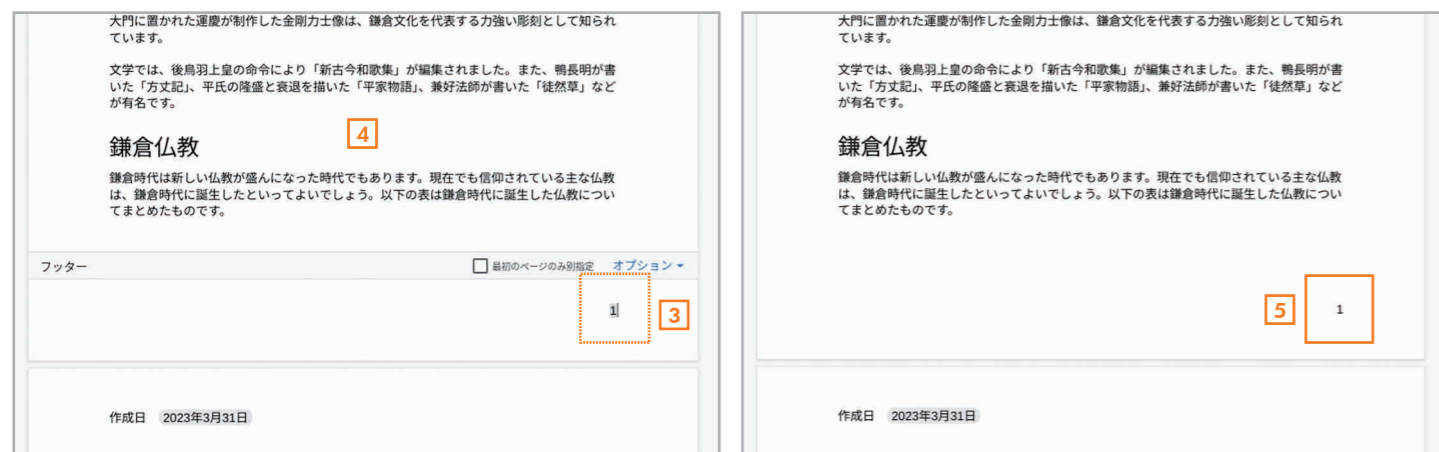 大門に置かれた運慶が制作した金剛力士像は、鎌倉文化を代表する力強い彫刻として知られ
ています。
文学では、後鳥羽上皇の命令により「新古今和歌集」が編集されました。また、鴨長明が書
いた「方丈記」、平氏の隆盛と衰退を描いた「平家物語」、兼好法師が書いた「徒然草」など
が有名です。
4
鎌倉仏教
鎌倉時代は新しい仏教が盛んになった時代でもあります。現在でも信仰されている主な仏教
は、鎌倉時代に誕生したといってよいでしょう。以下の表は鎌倉時代に誕生した仏教につい
てまとめたものです。
フッター 最初のページのみ別指定 オプション
1 3
作成日 2023年3月31日
大門に置かれた運慶が制作した金剛力士像は、鎌倉文化を代表する力強い彫刻として知られ
ています。
文学では、後鳥羽上皇の命令により「新古今和歌集」が編集されました。また、鴨長明が書
いた「方丈記」、平氏の隆盛と衰退を描いた「平家物語」、兼好法師が書いた「徒然草」など
が有名です。
鎌倉仏教
鎌倉時代は新しい仏教が盛んになった時代でもあります。現在でも信仰されている主な仏教
は、鎌倉時代に誕生したといってよいでしょう。以下の表は鎌倉時代に誕生した仏教につい
てまとめたものです。
5 1
作成日 2023年3月31日